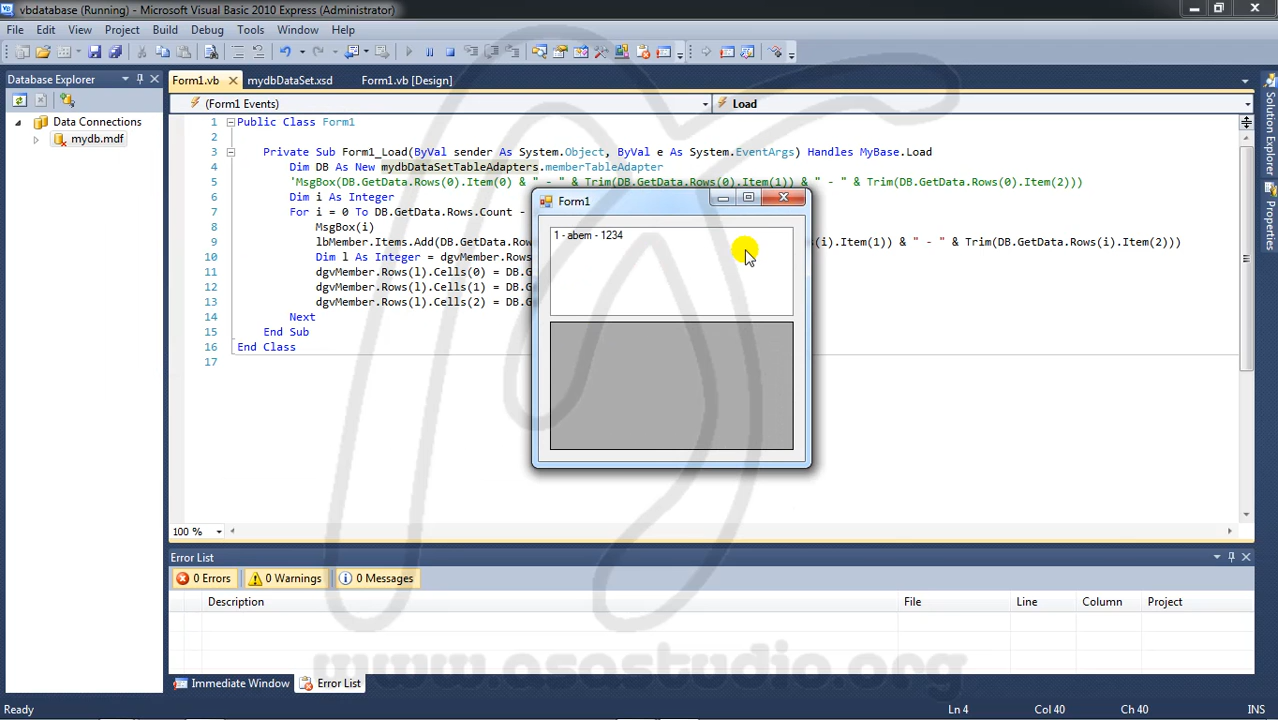 vbdatabase (Running) - Microsoft Visual Basic 2010 Express (Administrator)
File Edit View Project Build Debug Tools Window Help
Database Explorer
Form1.vb mydbDataSet.xsd Form1.vb [Design]
(Form1 Events) Load
Data Connections
mydb.mdf
1 Public Class Form1
2
3 Private Sub Form1_Load(ByVal sender As System.Object, ByVal e As System.EventArgs) Handles MyBase.Load
4 Dim DB As New mydbDataSetTableAdapters.memberTableAdapter
5 'MsgBox(DB.GetData.Rows(0).Item(0) & " - " & Trim(DB.GetData.Rows(0).Item(1)) & " - " & Trim(DB.GetData.Rows(0).Item(2)))
6 Dim i As Integer
7 For i = 0 To DB.GetData.Rows.Count -
8 MsgBox(i)
9 lbMember.Items.Add(DB.GetData.Row s(i).Item(1)) & " - " & Trim(DB.GetData.Rows(i).Item(2)))
10 Dim l As Integer = dgvMember.Rows
11 dgvMember.Rows(l).Cells(0) = DB.G
12 dgvMember.Rows(l).Cells(1) = DB.G
13 dgvMember.Rows(l).Cells(2) = DB.G
14 Next
15 End Sub
16 End Class
17
Form1
1 - abem - 1234
Solution Explorer
Properties
100 %
Error List
0 Errors 0 Warnings 0 Messages
Description File Line Column Project
www.asastudio.org
Immediate Window Error List
Ready Ln 4 Col 40 Ch 40 INS